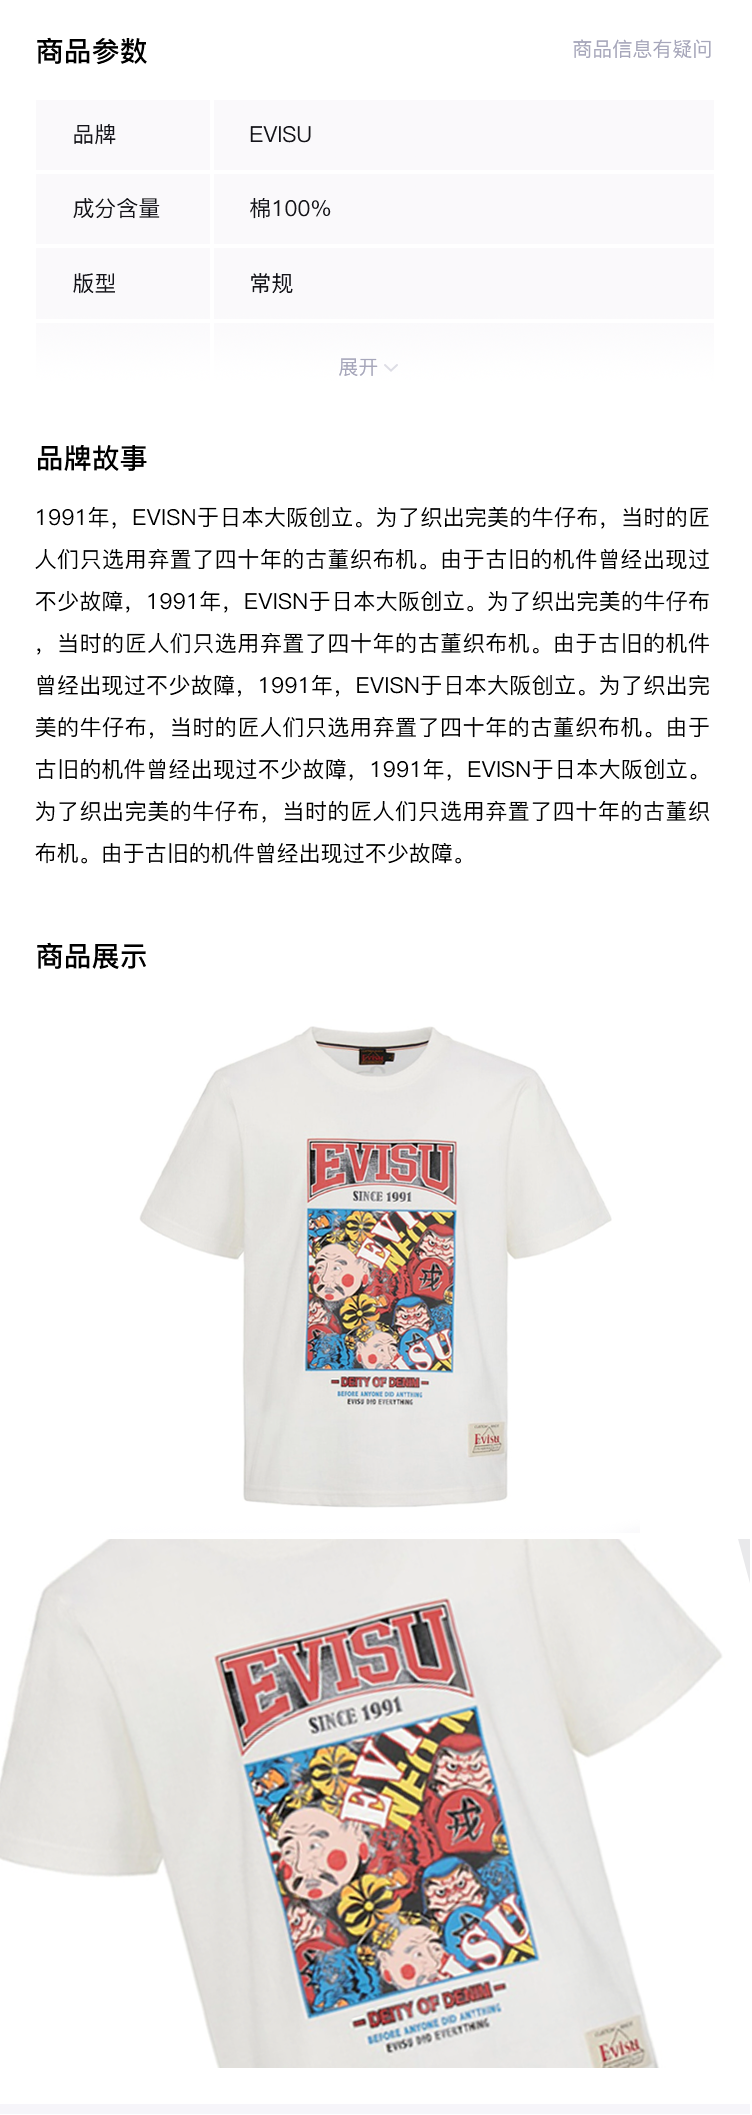 商品参数
商品信息有疑问
品牌
EVISU
成分含量
棉100%
版型
常规
展开
品牌故事
1991年，EVISN于日本大阪创立。为了织出完美的牛仔布，当时的匠
人们只选用弃置了四十年的古董织布机。由于古旧的机件曾经出现过
不少故障，1991年，EVISN于日本大阪创立。为了织出完美的牛仔布
，当时的匠人们只选用弃置了四十年的古董织布机。由于古旧的机件
曾经出现过不少故障，1991年，EVISN于日本大阪创立。为了织出完
美的牛仔布，当时的匠人们只选用弃置了四十年的古董织布机。由于
古旧的机件曾经出现过不少故障，1991年，EVISN于日本大阪创立。
为了织出完美的牛仔布，当时的匠人们只选用弃置了四十年的古董织
布机。由于古旧的机件曾经出现过不少故障。
商品展示
EVISU
SINCE 1991
EVI
戎
ISU
DEITY OF DENIM
BEFORE ANYONE DID ANYTHING
EVISU DID EVERYTHING
Evisu
EVISU
SINCE 1991
EVI
戎
ISU
DEITY OF DENIM
BEFORE ANYONE DID ANYTHING
EVISU DID EVERYTHING
Evisu